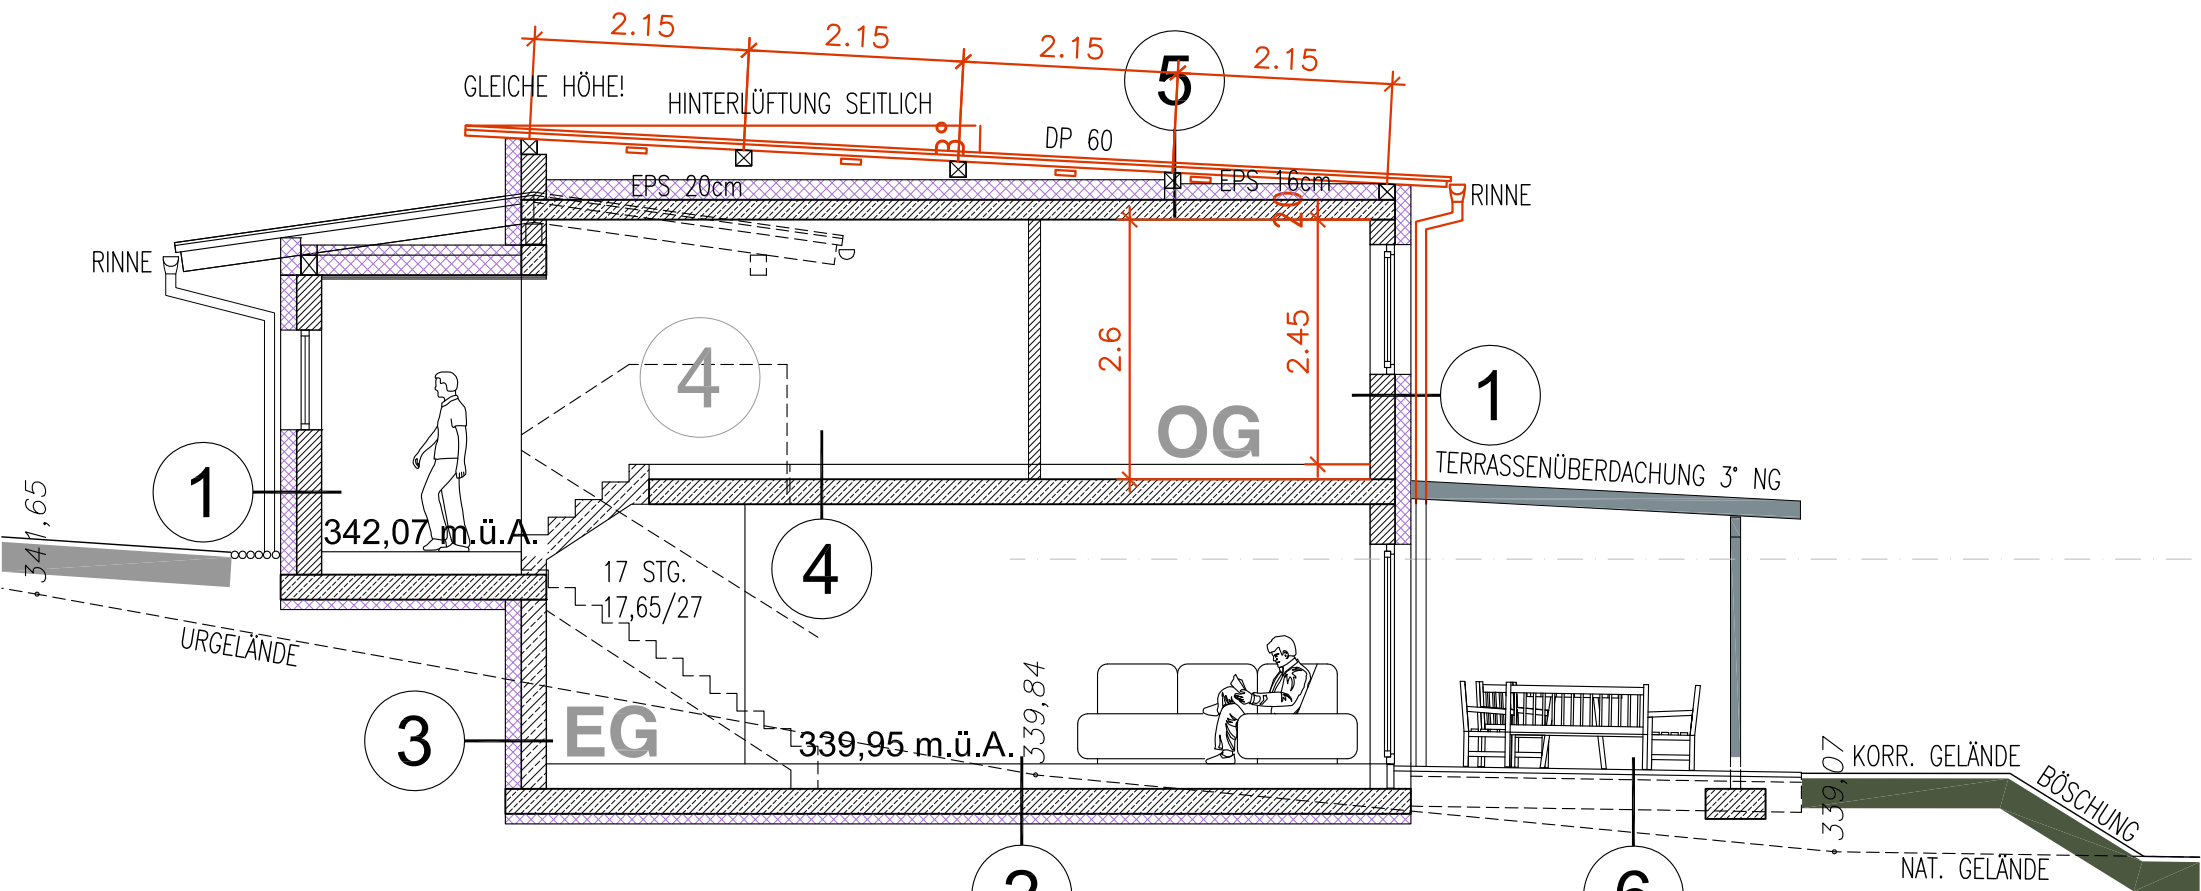 2.15
2.15
2.15
2.15
5
GLEICHE HÖHE!
HINTERLÜFTUNG SEITLICH
3°
DP 60
EPS 20cm
EPS 16cm
20
RINNE
RINNE
4
2.6
2.45
OG
1
1
TERRASSENÜBERDACHUNG 3° NG
341,65
342,07 m.ü.A.
4
17 STG.
17,65/27
URGELÄNDE
3
EG
339,95 m.ü.A.
339,84
339,07
KORR. GELÄNDE
BÖSCHUNG
NAT. GELÄNDE
2
6